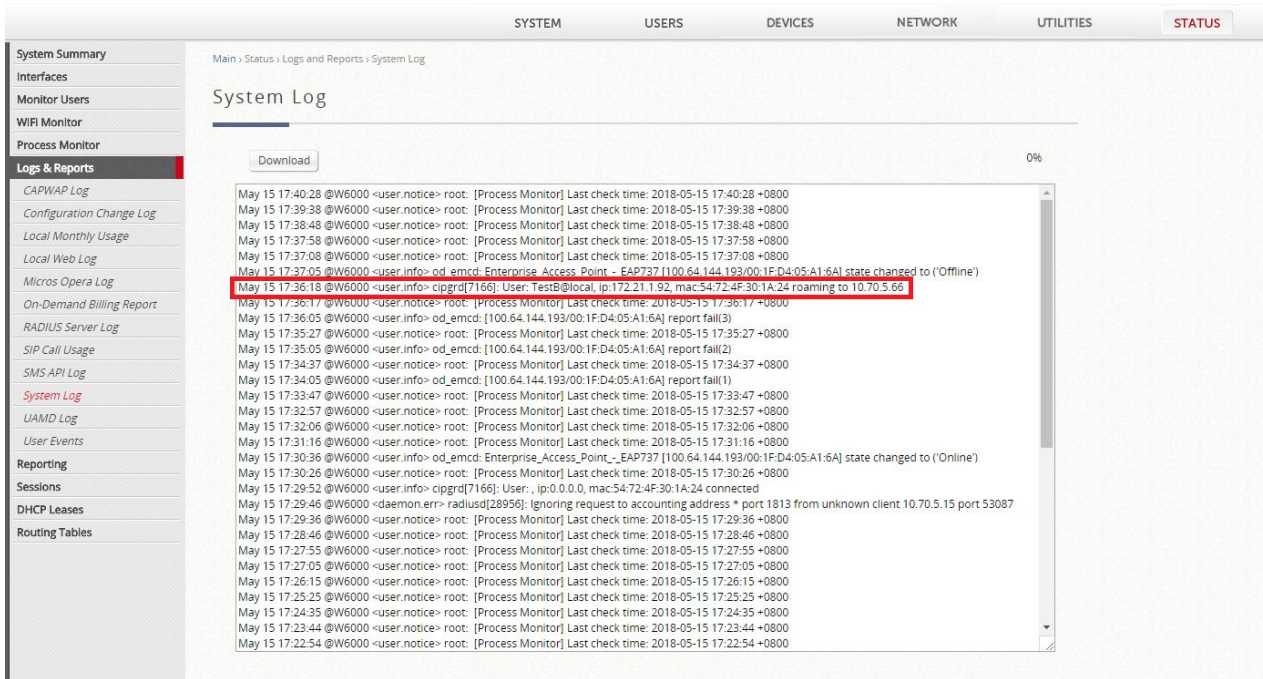 SYSTEM USERS DEVICES NETWORK UTILITIES STATUS
System Summary
Interfaces
Monitor Users
WiFi Monitor
Process Monitor
Logs & Reports
CAPWAP Log
Configuration Change Log
Local Monthly Usage
Local Web Log
Micros Opera Log
On-Demand Billing Report
RADIUS Server Log
SIP Call Usage
SMS API Log
System Log
UAMD Log
User Events
Reporting
Sessions
DHCP Leases
Routing Tables
Main › Status › Logs and Reports › System Log
System Log
Download
0%
May 15 17:40:28 @W6000 <user.notice> root: [Process Monitor] Last check time: 2018-05-15 17:40:28 +0800
May 15 17:39:38 @W6000 <user.notice> root: [Process Monitor] Last check time: 2018-05-15 17:39:38 +0800
May 15 17:38:48 @W6000 <user.notice> root: [Process Monitor] Last check time: 2018-05-15 17:38:48 +0800
May 15 17:37:58 @W6000 <user.notice> root: [Process Monitor] Last check time: 2018-05-15 17:37:58 +0800
May 15 17:37:08 @W6000 <user.notice> root: [Process Monitor] Last check time: 2018-05-15 17:37:08 +0800
May 15 17:37:05 @W6000 <user.info> od_emcd: Enterprise_Access_Point_-_EAP737 [100.64.144.193/00:1F:D4:05:A1:6A] state changed to ('Offline')
May 15 17:36:18 @W6000 <user.info> cipgrd[7166]: User: TestB@local, ip:172.21.1.92, mac:54:72:4F:30:1A:24 roaming to 10.70.5.66
May 15 17:36:17 @W6000 <user.notice> root: [Process Monitor] Last check time: 2018-05-15 17:36:17 +0800
May 15 17:36:05 @W6000 <user.info> od_emcd: [100.64.144.193/00:1F:D4:05:A1:6A] report fail(3)
May 15 17:35:27 @W6000 <user.notice> root: [Process Monitor] Last check time: 2018-05-15 17:35:27 +0800
May 15 17:35:05 @W6000 <user.info> od_emcd: [100.64.144.193/00:1F:D4:05:A1:6A] report fail(2)
May 15 17:34:37 @W6000 <user.notice> root: [Process Monitor] Last check time: 2018-05-15 17:34:37 +0800
May 15 17:34:05 @W6000 <user.info> od_emcd: [100.64.144.193/00:1F:D4:05:A1:6A] report fail(1)
May 15 17:33:47 @W6000 <user.notice> root: [Process Monitor] Last check time: 2018-05-15 17:33:47 +0800
May 15 17:32:57 @W6000 <user.notice> root: [Process Monitor] Last check time: 2018-05-15 17:32:57 +0800
May 15 17:32:06 @W6000 <user.notice> root: [Process Monitor] Last check time: 2018-05-15 17:32:06 +0800
May 15 17:31:16 @W6000 <user.notice> root: [Process Monitor] Last check time: 2018-05-15 17:31:16 +0800
May 15 17:30:36 @W6000 <user.info> od_emcd: Enterprise_Access_Point_-_EAP737 [100.64.144.193/00:1F:D4:05:A1:6A] state changed to ('Online')
May 15 17:30:26 @W6000 <user.notice> root: [Process Monitor] Last check time: 2018-05-15 17:30:26 +0800
May 15 17:29:52 @W6000 <user.info> cipgrd[7166]: User: , ip:0.0.0.0, mac:54:72:4F:30:1A:24 connected
May 15 17:29:46 @W6000 <daemon.err> radiusd[28956]: Ignoring request to accounting address * port 1813 from unknown client 10.70.5.15 port 53087
May 15 17:29:36 @W6000 <user.notice> root: [Process Monitor] Last check time: 2018-05-15 17:29:36 +0800
May 15 17:28:46 @W6000 <user.notice> root: [Process Monitor] Last check time: 2018-05-15 17:28:46 +0800
May 15 17:27:55 @W6000 <user.notice> root: [Process Monitor] Last check time: 2018-05-15 17:27:55 +0800
May 15 17:27:05 @W6000 <user.notice> root: [Process Monitor] Last check time: 2018-05-15 17:27:05 +0800
May 15 17:26:15 @W6000 <user.notice> root: [Process Monitor] Last check time: 2018-05-15 17:26:15 +0800
May 15 17:25:25 @W6000 <user.notice> root: [Process Monitor] Last check time: 2018-05-15 17:25:25 +0800
May 15 17:24:35 @W6000 <user.notice> root: [Process Monitor] Last check time: 2018-05-15 17:24:35 +0800
May 15 17:23:44 @W6000 <user.notice> root: [Process Monitor] Last check time: 2018-05-15 17:23:44 +0800
May 15 17:22:54 @W6000 <user.notice> root: [Process Monitor] Last check time: 2018-05-15 17:22:54 +0800